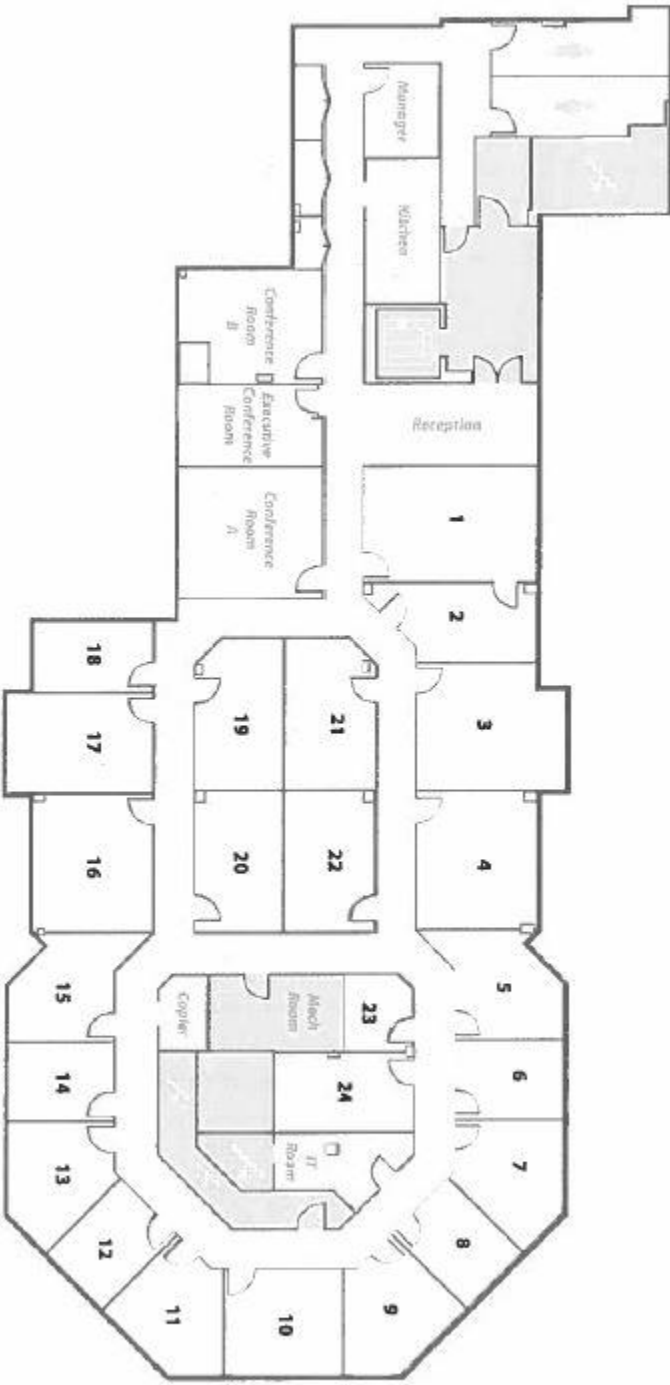 Manager
Kitchen
Conference
Room
B
Executive
Conference
Room
Conference
Room
A
Reception
1
2
3
4
5
6
7
8
9
10
11
12
13
14
15
16
17
18
19
20
21
22
23
24
Mech
Room
Copier
IT
Room